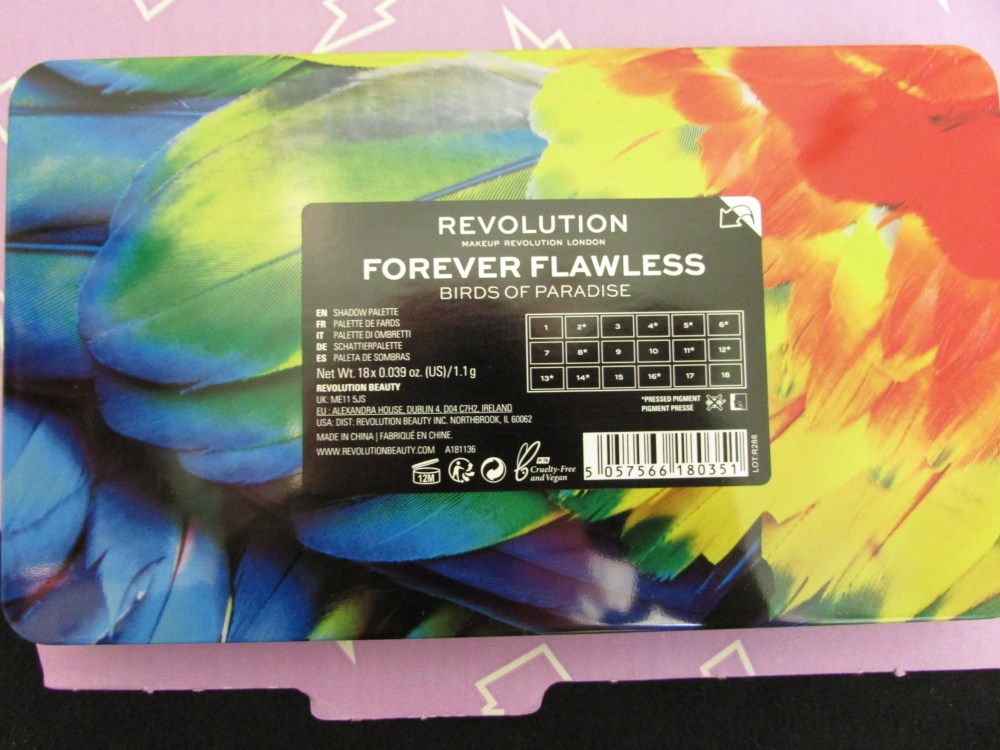 REVOLUTION
MAKEUP REVOLUTION LONDON
FOREVER FLAWLESS
BIRDS OF PARADISE
EN SHADOW PALETTE
FR PALETTE DE FARDS
IT PALETTE DI OMBRETTI
DE SCHATTIERPALETTE
ES PALETA DE SOMBRAS
Net Wt. 18 x 0.039 oz. (US)/1.1 g
REVOLUTION BEAUTY
UK: ME11 5JS
EU : ALEXANDRA HOUSE, DUBLIN 4, D04 C7H2, IRELAND
USA: DIST: REVOLUTION BEAUTY INC. NORTHBROOK, IL 60062
MADE IN CHINA | FABRIQUÉ EN CHINE.
WWW.REVOLUTIONBEAUTY.COM A181136
1 2* 3 4* 5* 6*
7 8* 9 10 11* 12*
13* 14* 15 16* 17 18
*PRESSED PIGMENT
PIGMENT PRESSÉ
12M
Cruelty-Free
and Vegan
5 057566 180351
LOT:R288